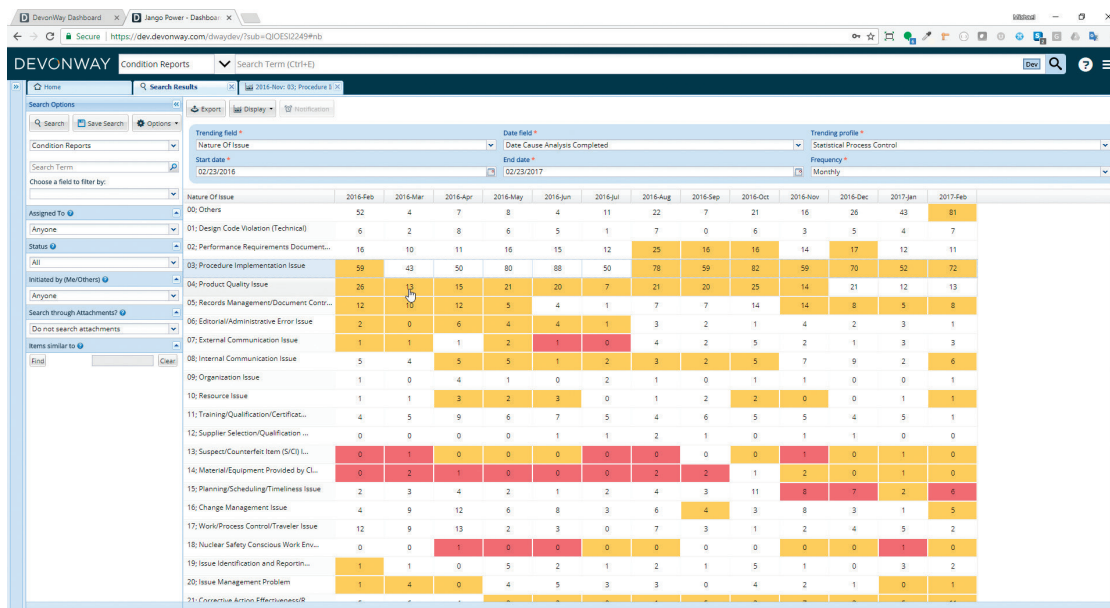 DevonWay Dashboard
Jango Power - Dashboar
Secure | https://dev.devonway.com/dwaydev/?sub=QIOESI2249#nb
DEVONWAY Condition Reports Search Term (Ctrl+E) Dev
Home Search Results 2016-Nov: 03; Procedure I
Search Options
Search Save Search Options
Condition Reports
Search Term
Choose a field to filter by:
Assigned To
Anyone
Status
All
Initiated by (Me/Others)
Anyone
Search through Attachments?
Do not search attachments
Items similar to
Find Clear
Export Display Notification
Trending field * Date field * Trending profile *
Nature Of Issue Date Cause Analysis Completed Statistical Process Control
Start date * End date * Frequency *
02/23/2016 02/23/2017 Monthly
Nature Of Issue 2016-Feb 2016-Mar 2016-Apr 2016-May 2016-Jun 2016-Jul 2016-Aug 2016-Sep 2016-Oct 2016-Nov 2016-Dec 2017-Jan 2017-Feb
00; Others 52 4 7 8 4 11 22 7 21 16 26 43 81
01; Design Code Violation (Technical) 6 2 8 6 5 1 7 0 6 3 5 4 7
02; Performance Requirements Document... 16 10 11 16 15 12 25 16 16 14 17 12 11
03; Procedure Implementation Issue 59 43 50 80 88 50 78 59 82 59 70 52 72
04; Product Quality Issue 26 13 15 21 20 7 21 20 25 14 21 12 13
05; Records Management/Document Contr... 12 10 12 5 4 1 7 7 14 14 8 5 8
06; Editorial/Administrative Error Issue 2 0 6 4 4 1 3 2 1 4 2 3 1
07; External Communication Issue 1 1 1 2 1 0 4 2 5 2 1 3 3
08; Internal Communication Issue 5 4 5 5 1 2 3 2 5 7 9 2 6
09; Organization Issue 1 0 4 1 0 2 1 0 1 1 0 0 1
10; Resource Issue 1 1 3 2 3 0 1 2 2 0 0 1 1
11; Training/Qualification/Certificat... 4 5 9 6 7 5 4 6 5 5 4 5 1
12; Supplier Selection/Qualification ... 0 0 0 0 1 1 2 1 0 1 1 0 0
13; Suspect/Counterfeit Item (S/CI) I... 0 1 0 0 0 0 0 0 0 1 0 1 0
14; Material/Equipment Provided by Cl... 0 2 1 0 0 0 2 2 1 2 0 1 0
15; Planning/Scheduling/Timeliness Issue 2 3 4 2 1 2 4 3 11 8 7 2 6
16; Change Management Issue 4 9 12 6 8 3 6 4 3 8 3 1 5
17; Work/Process Control/Traveler Issue 12 9 13 2 3 0 7 3 1 2 4 5 2
18; Nuclear Safety Conscious Work Env... 0 0 1 0 0 0 0 0 0 0 0 1 0
19; Issue Identification and Reportin... 1 1 0 5 2 1 2 1 5 1 0 3 2
20; Issue Management Problem 1 4 0 4 5 3 3 0 4 2 1 0 1
21; Corrective Action Effectiveness/R